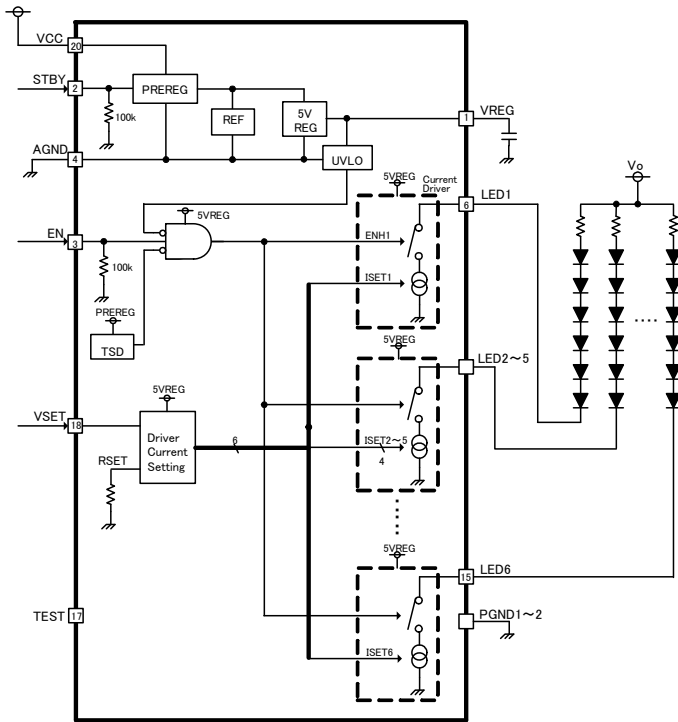 VCC
20
STBY
2
PREREG
100k
REF
5V
REG
1
VREG
AGND
4
UVLO
Vo
5VREG
Current
Driver
6
LED1
5VREG
EN
3
ENH1
100k
ISET1
PREREG
TSD
5VREG
LED2～5
5VREG
VSET
18
Driver
Current
Setting
6
ISET2～5
4
RSET
5VREG
15
LED6
TEST
17
PGND1～2
ISET6